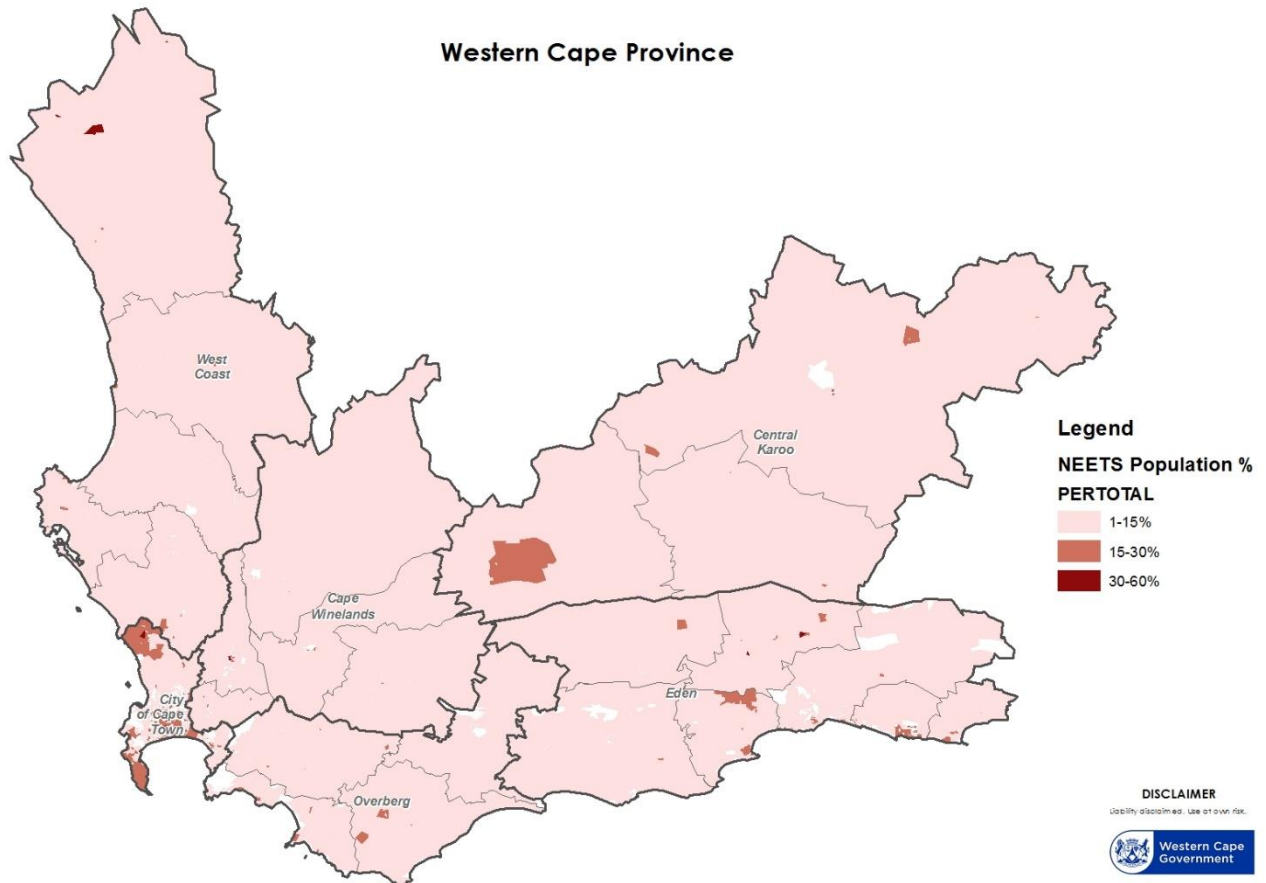 Western Cape Province
West
Coast
Central
Karoo
Cape
Winelands
City
of Cape
Town
Eden
Overberg
Legend
NEETS Population %
PERTOTAL
1-15%
15-30%
30-60%
DISCLAIMER
Liability disclaimed. Use at own risk.
Western Cape
Government